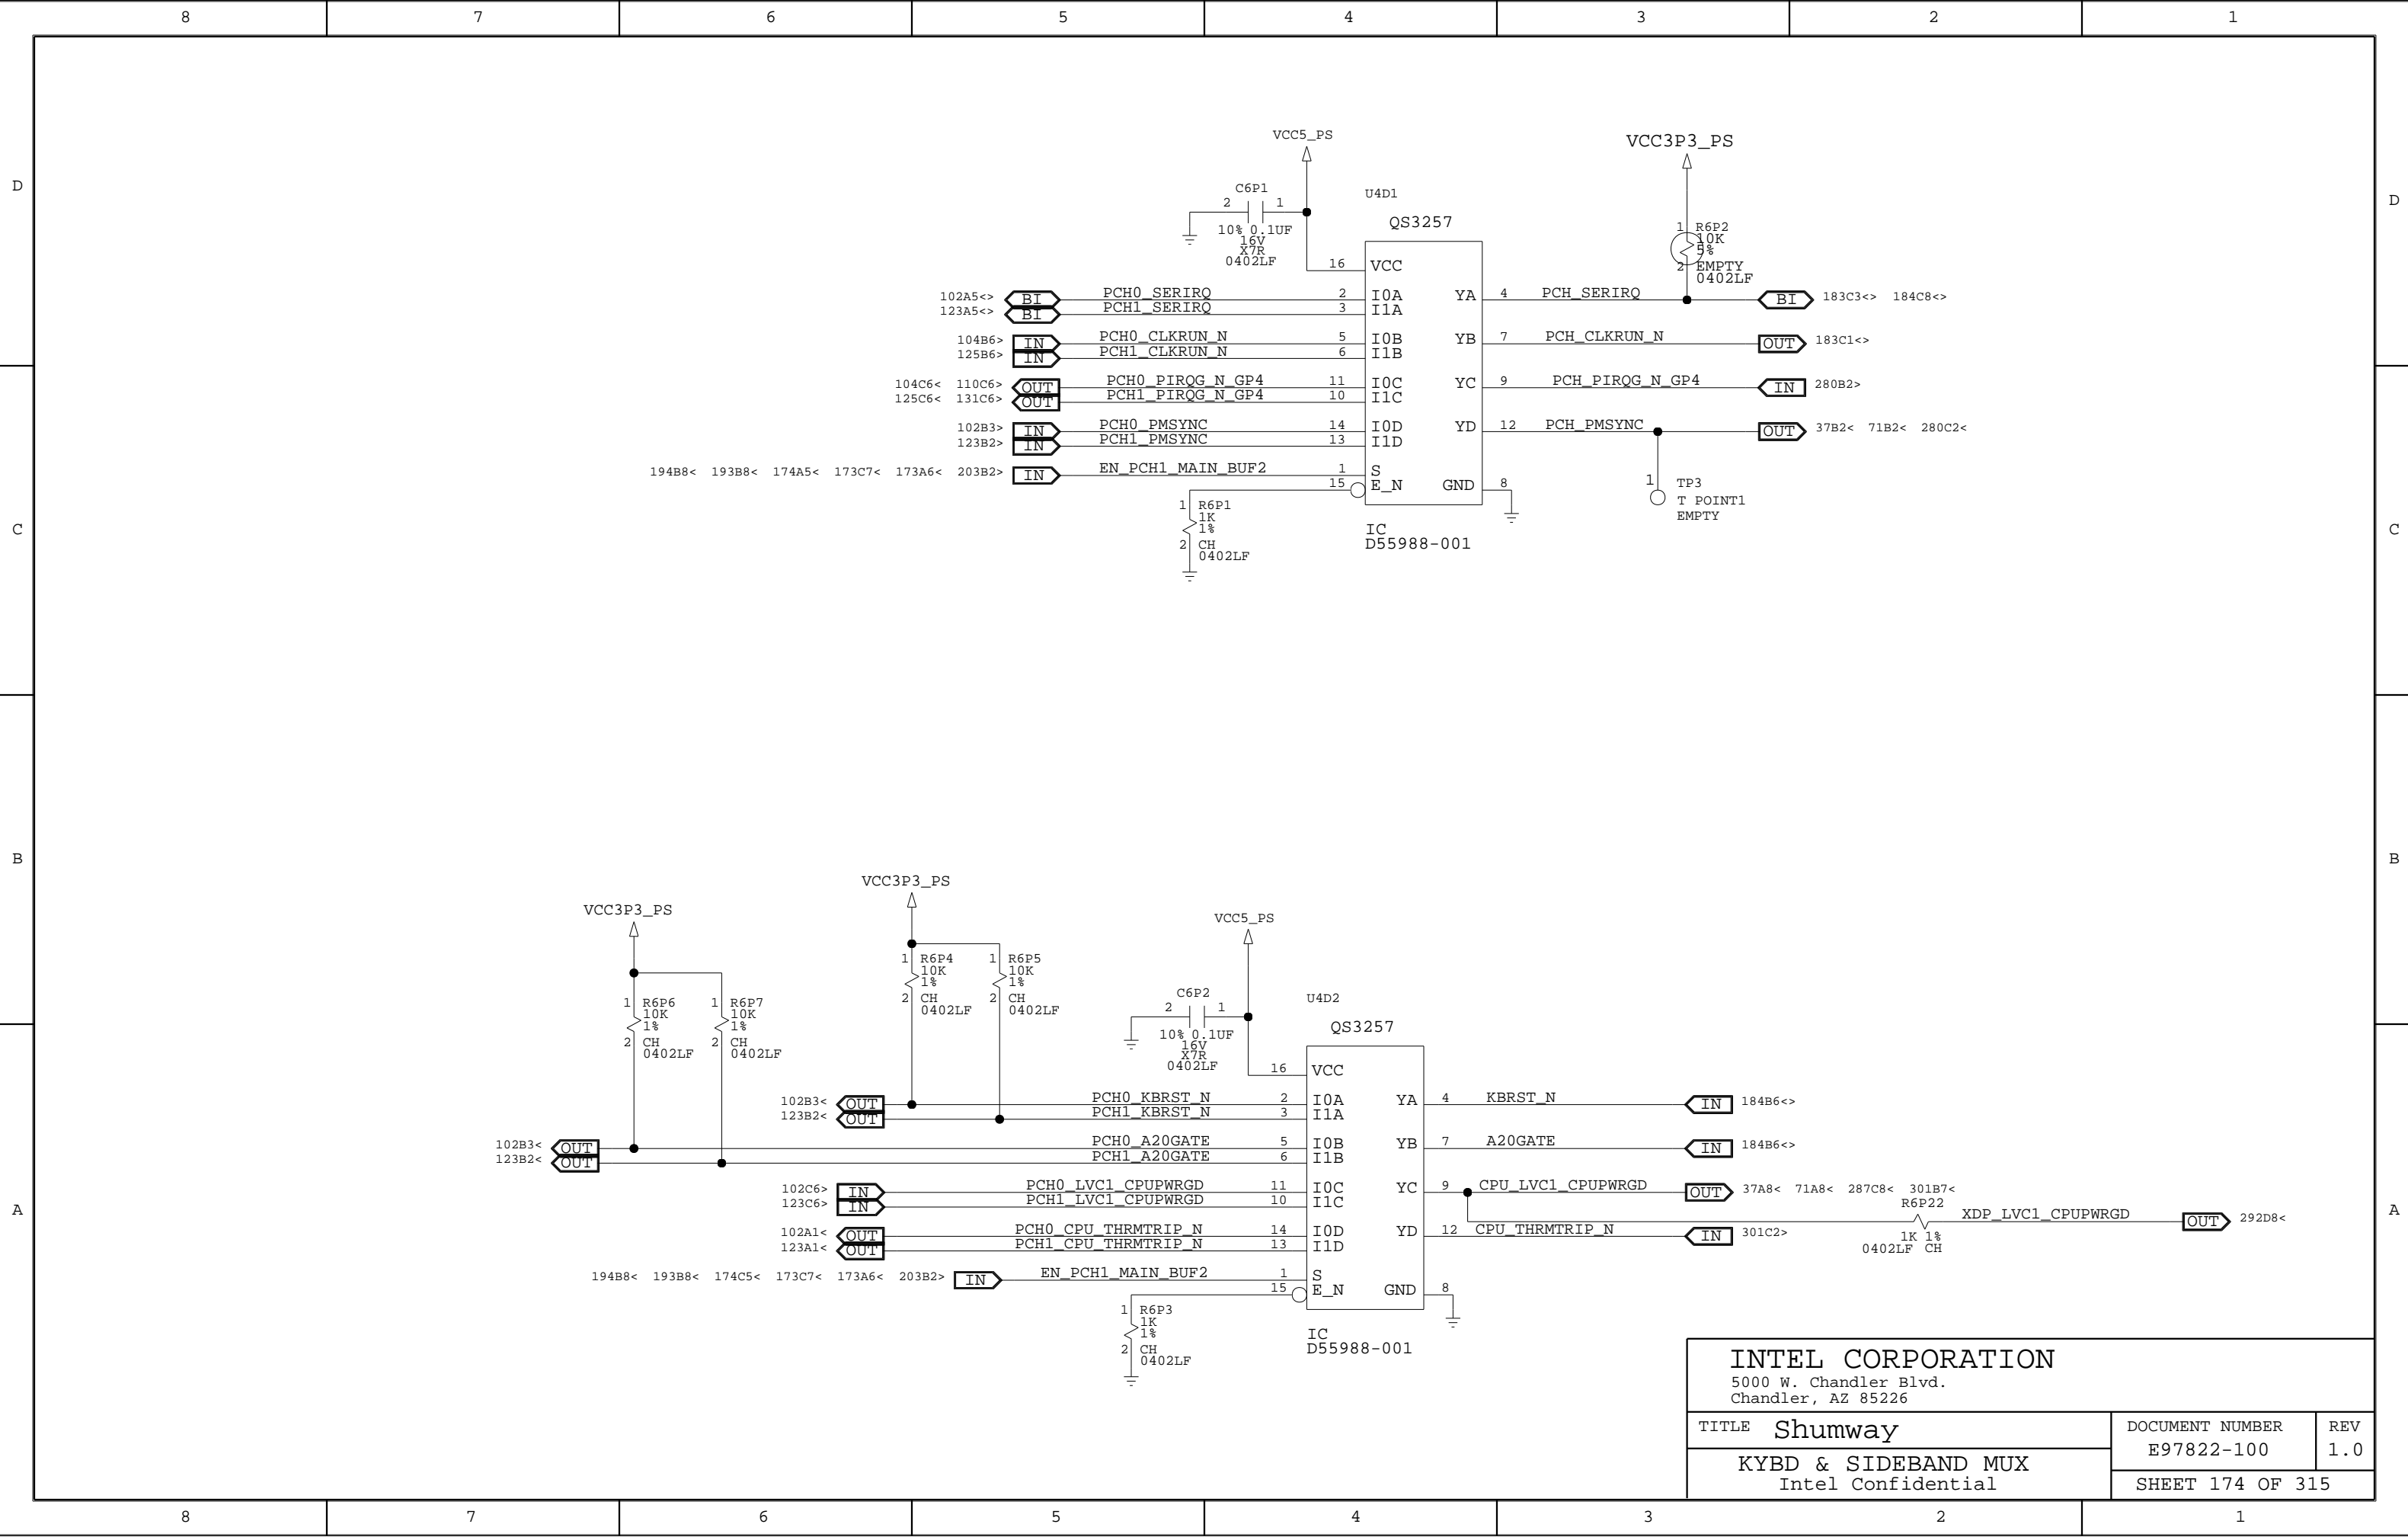 8 7 6 5 4 3 2 1
D
D
VCC5_PS
VCC3P3_PS
C6P1
2 1
10% 0.1UF
16V
X7R
0402LF
U4D1
QS3257
1 R6P2
10K
5%
2 EMPTY
0402LF
16 VCC
102A5<> BI PCH0_SERIRQ 2 I0A YA 4 PCH_SERIRQ BI 183C3<> 184C8<>
123A5<> BI PCH1_SERIRQ 3 I1A
104B6> IN PCH0_CLKRUN_N 5 I0B YB 7 PCH_CLKRUN_N OUT 183C1<>
125B6> IN PCH1_CLKRUN_N 6 I1B
104C6< 110C6> OUT PCH0_PIRQG_N_GP4 11 I0C YC 9 PCH_PIRQG_N_GP4 IN 280B2>
125C6< 131C6> OUT PCH1_PIRQG_N_GP4 10 I1C
102B3> IN PCH0_PMSYNC 14 I0D YD 12 PCH_PMSYNC OUT 37B2< 71B2< 280C2<
123B2> IN PCH1_PMSYNC 13 I1D
194B8< 193B8< 174A5< 173C7< 173A6< 203B2> IN EN_PCH1_MAIN_BUF2 1 S
15 E_N GND 8
1 TP3
T POINT1
EMPTY
1 R6P1
1K
1%
2 CH
0402LF
IC
D55988-001
C
C
B
B
VCC3P3_PS
VCC3P3_PS
VCC5_PS
1 R6P4
10K
1%
2 CH
0402LF
1 R6P5
10K
1%
2 CH
0402LF
1 R6P6
10K
1%
2 CH
0402LF
1 R6P7
10K
1%
2 CH
0402LF
C6P2
2 1
10% 0.1UF
16V
X7R
0402LF
U4D2
QS3257
16 VCC
102B3< OUT PCH0_KBRST_N 2 I0A YA 4 KBRST_N IN 184B6<>
123B2< OUT PCH1_KBRST_N 3 I1A
102B3< OUT PCH0_A20GATE 5 I0B YB 7 A20GATE IN 184B6<>
123B2< OUT PCH1_A20GATE 6 I1B
102C6> IN PCH0_LVC1_CPUPWRGD 11 I0C YC 9 CPU_LVC1_CPUPWRGD OUT 37A8< 71A8< 287C8< 301B7<
123C6> IN PCH1_LVC1_CPUPWRGD 10 I1C
R6P22
XDP_LVC1_CPUPWRGD OUT 292D8<
1K 1%
0402LF CH
102A1< OUT PCH0_CPU_THRMTRIP_N 14 I0D YD 12 CPU_THRMTRIP_N IN 301C2>
123A1< OUT PCH1_CPU_THRMTRIP_N 13 I1D
194B8< 193B8< 174C5< 173C7< 173A6< 203B2> IN EN_PCH1_MAIN_BUF2 1 S
15 E_N GND 8
1 R6P3
1K
1%
2 CH
0402LF
IC
D55988-001
A
A
INTEL CORPORATION
5000 W. Chandler Blvd.
Chandler, AZ 85226
TITLE Shumway
KYBD & SIDEBAND MUX
Intel Confidential
DOCUMENT NUMBER
E97822-100
REV
1.0
SHEET 174 OF 315
8 7 6 5 4 3 2 1